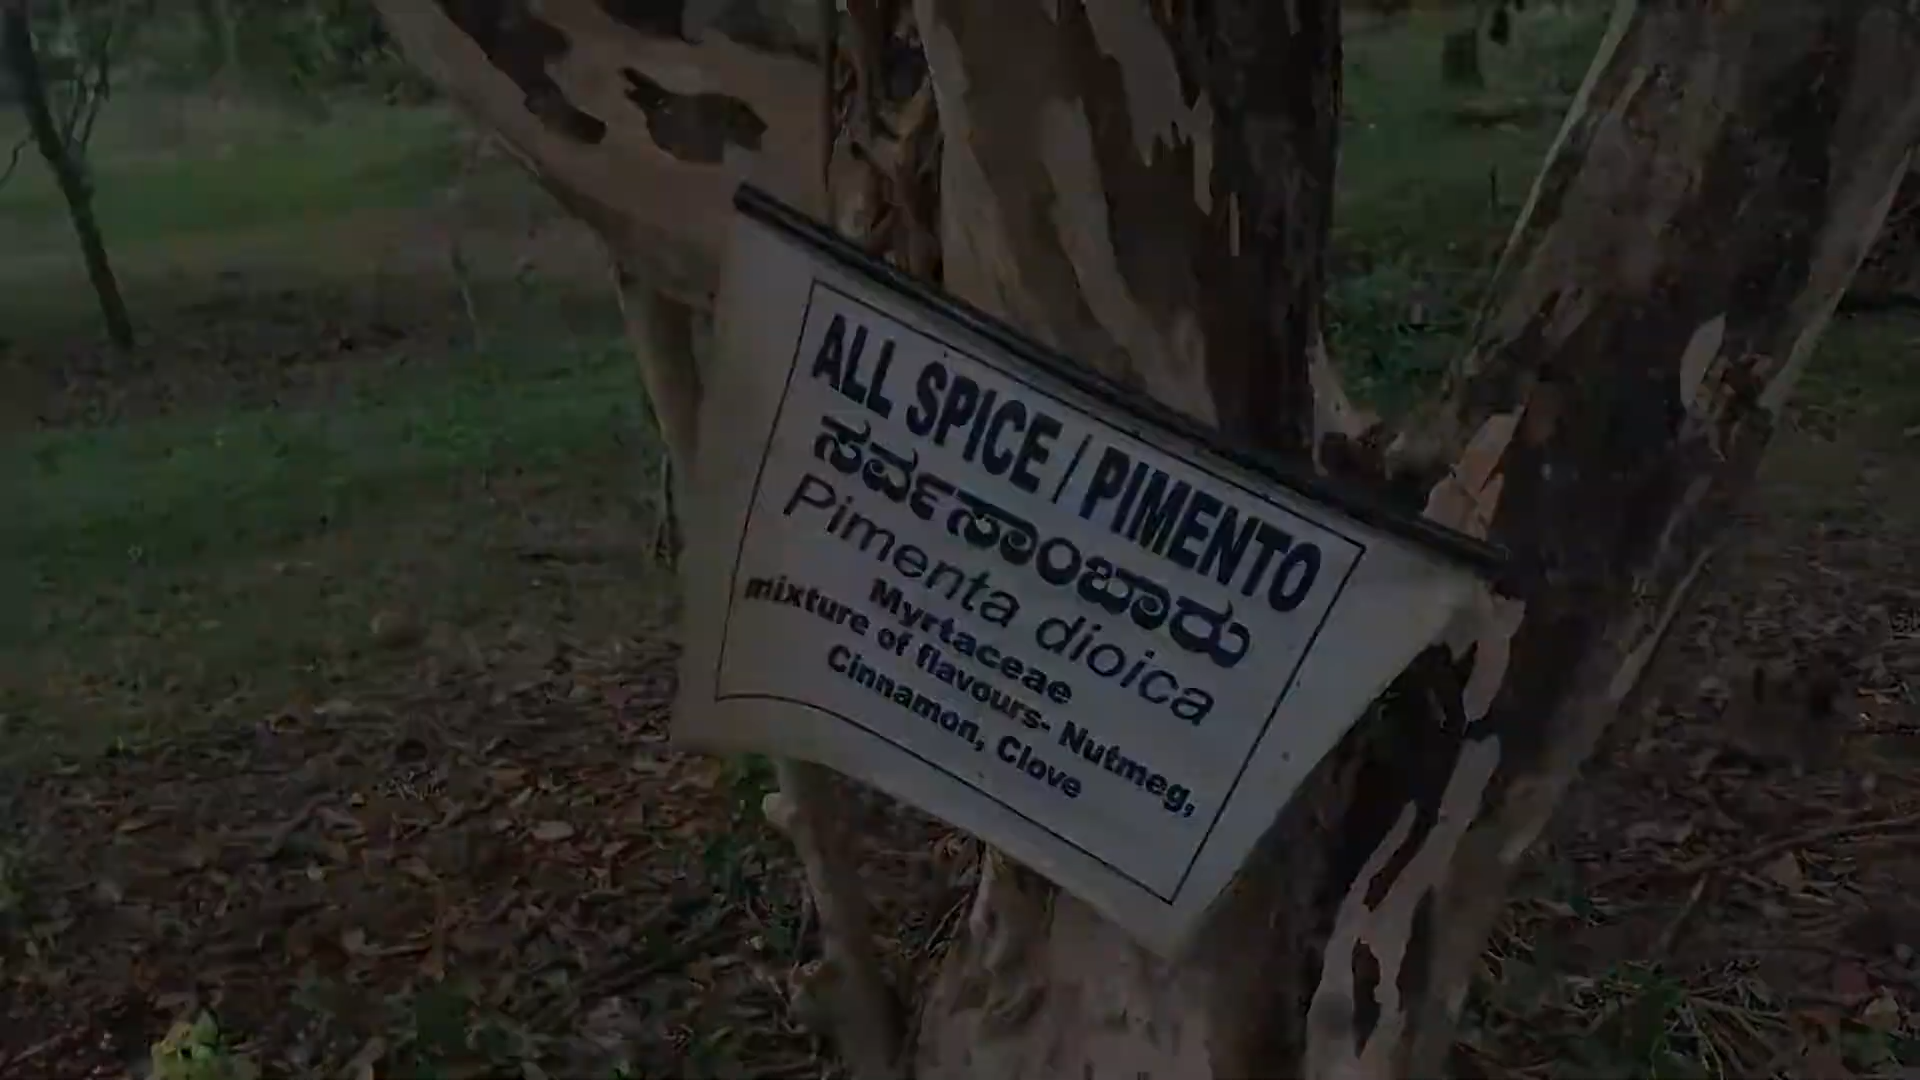 ALL SPICE / PIMENTO
ಸರ್ವಸಾಂಬಾರು
Pimenta dioica
Myrtaceae
mixture of flavours- Nutmeg,
Cinnamon, Clove